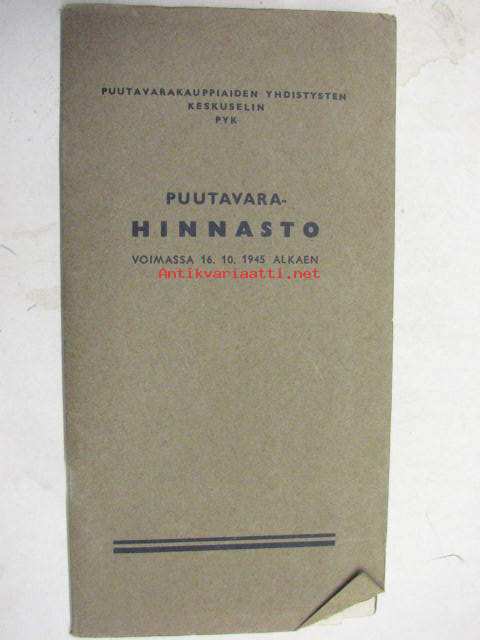 PUUTAVARAKAUPPIAIDEN YHDISTYSTEN
KESKUSELIN
PYK
PUUTAVARA-
HINNASTO
VOIMASSA 16. 10. 1945 ALKAEN
Antikvariaatti.net